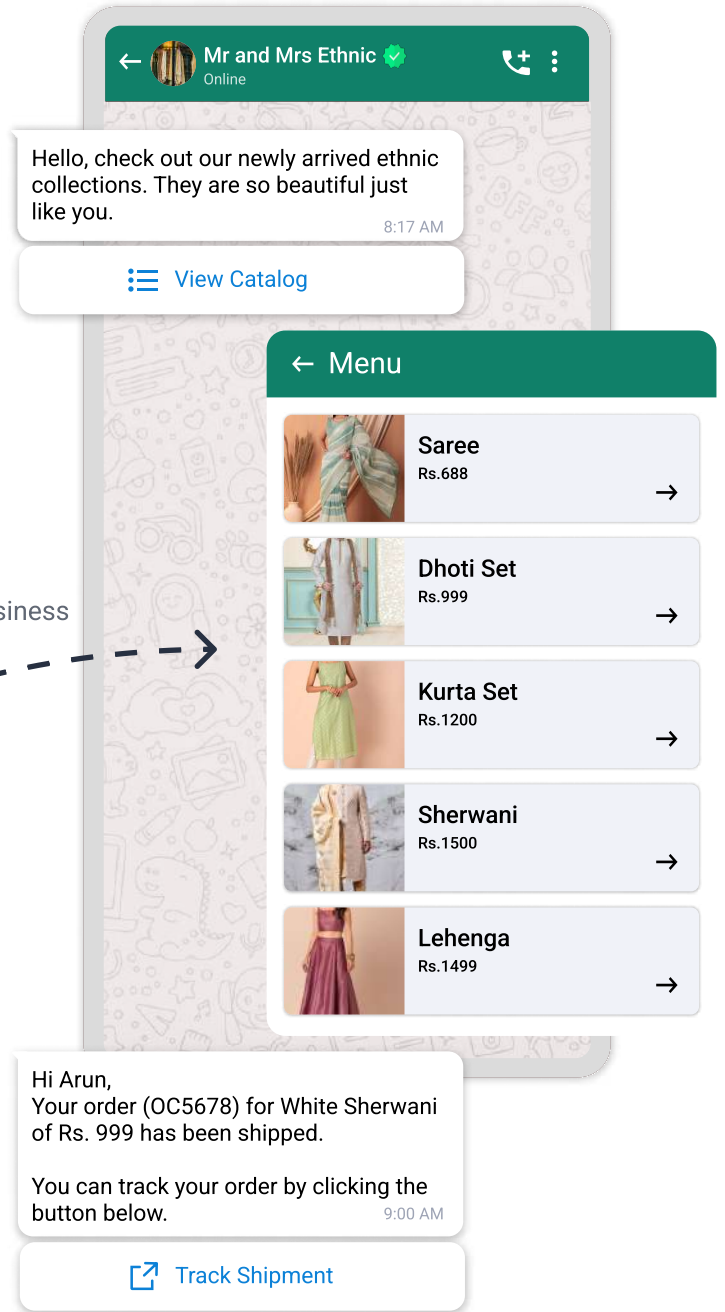 Mr and Mrs Ethnic
Online
Hello, check out our newly arrived ethnic
collections. They are so beautiful just
like you.
8:17 AM
View Catalog
Menu
Saree
Rs.688
Dhoti Set
Rs.999
siness
Kurta Set
Rs.1200
Sherwani
Rs.1500
Lehenga
Rs.1499
Hi Arun,
Your order (OC5678) for White Sherwani
of Rs. 999 has been shipped.
You can track your order by clicking the
button below.
9:00 AM
Track Shipment